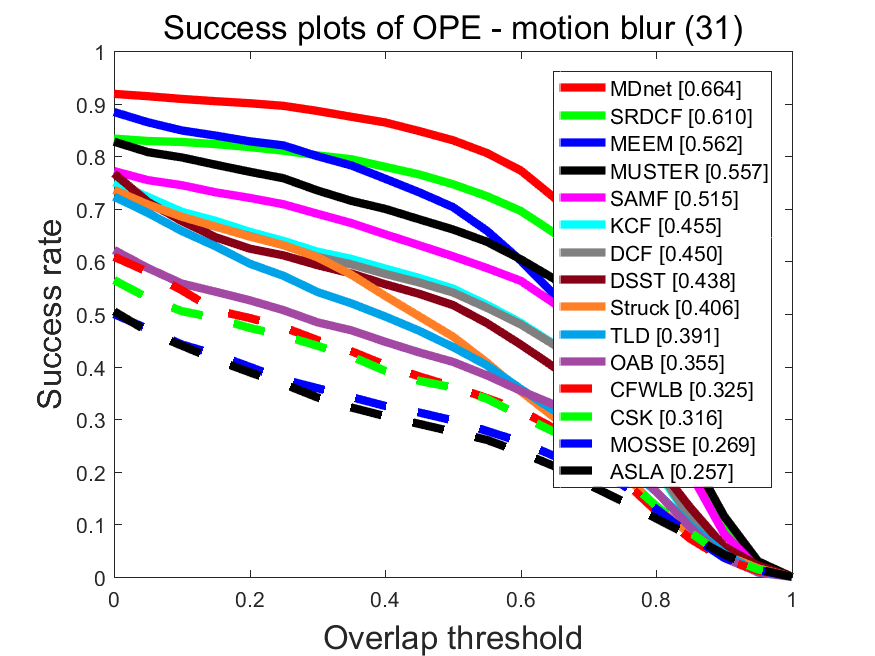 Success plots of OPE - motion blur (31)
1
0.9
0.8
0.7
0.6
0.5
0.4
0.3
0.2
0.1
0
Success rate
MDnet [0.664]
SRDCF [0.610]
MEEM [0.562]
MUSTER [0.557]
SAMF [0.515]
KCF [0.455]
DCF [0.450]
DSST [0.438]
Struck [0.406]
TLD [0.391]
OAB [0.355]
CFWLB [0.325]
CSK [0.316]
MOSSE [0.269]
ASLA [0.257]
0 0.2 0.4 0.6 0.8 1
Overlap threshold